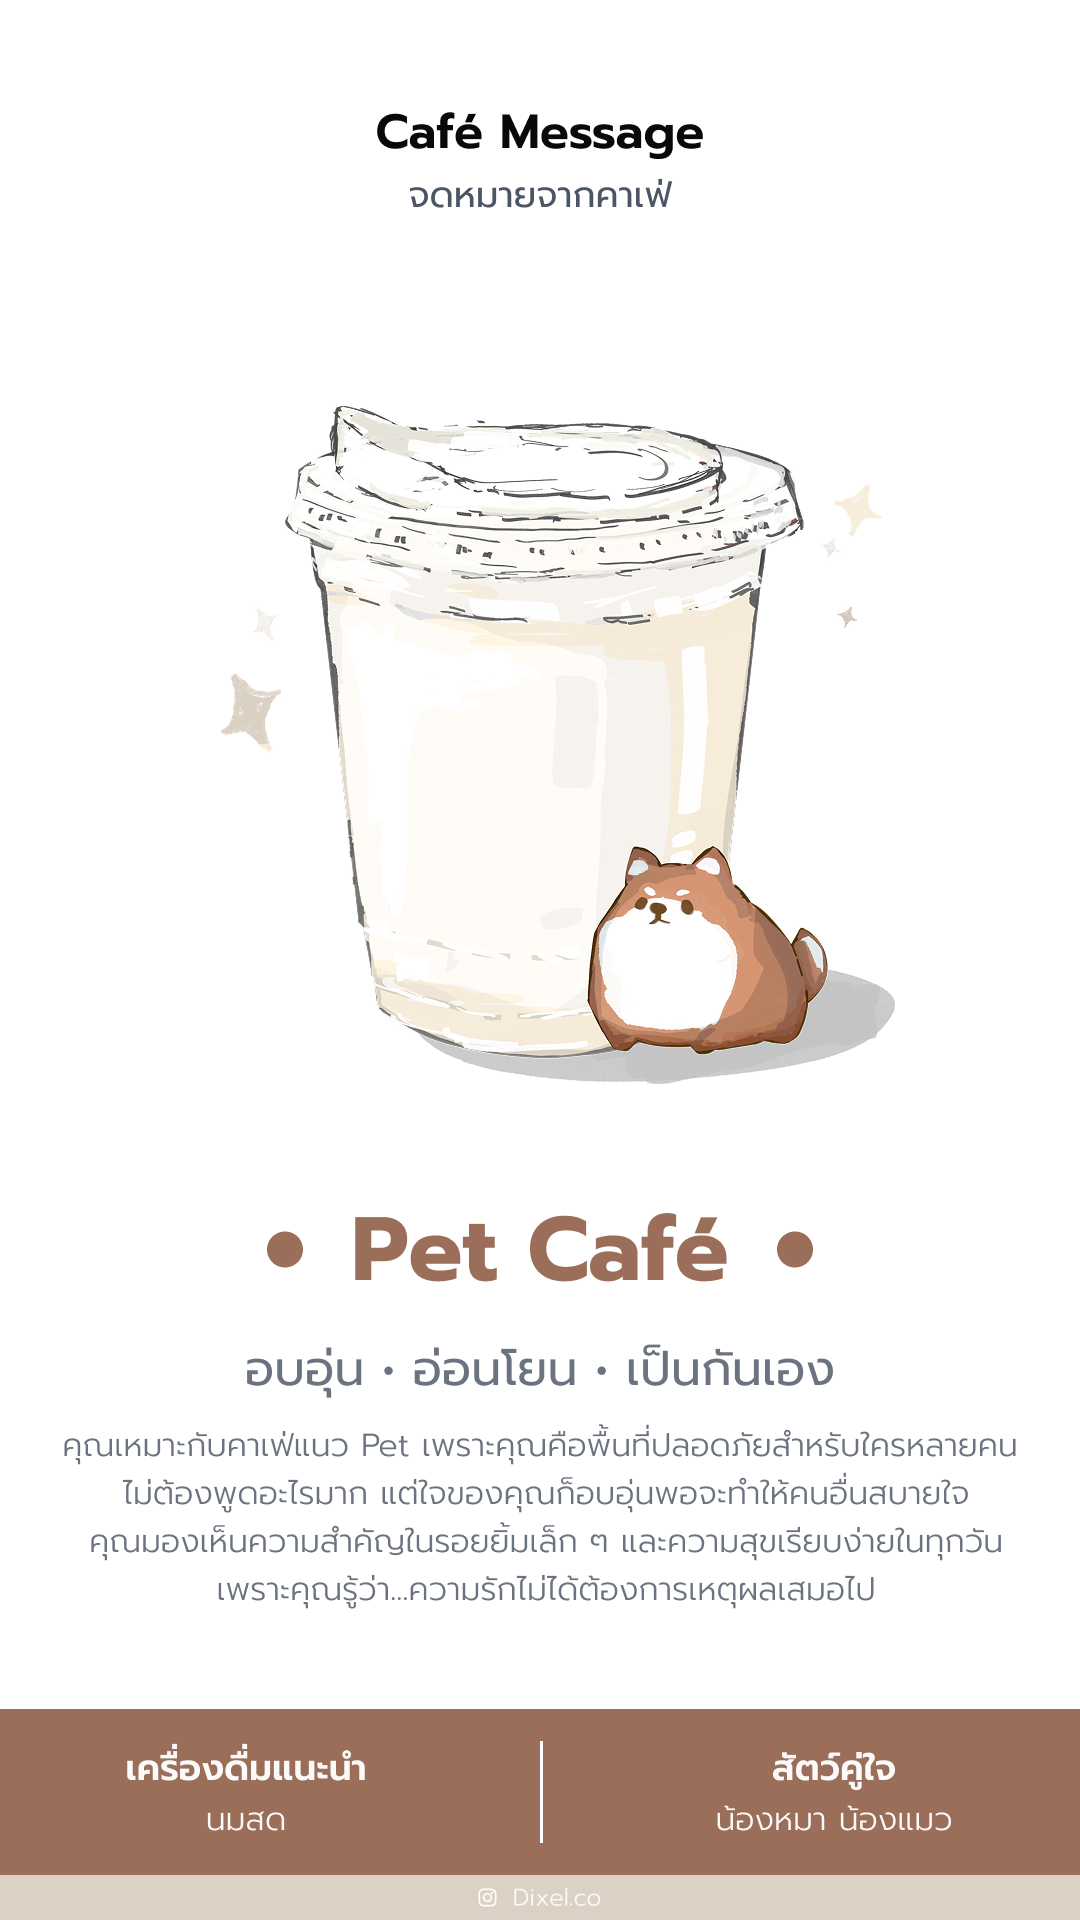 Café Message
จดหมายจากคาเฟ่
• Pet Café •
อบอุ่น • อ่อนโยน • เป็นกันเอง
คุณเหมาะกับคาเฟ่แนว Pet เพราะคุณคือพื้นที่ปลอดภัยสำหรับใครหลายคน
ไม่ต้องพูดอะไรมาก แต่ใจของคุณก็อบอุ่นพอจะทำให้คนอื่นสบายใจ
คุณมองเห็นความสำคัญในรอยยิ้มเล็ก ๆ และความสุขเรียบง่ายในทุกวัน
เพราะคุณรู้ว่า...ความรักไม่ได้ต้องการเหตุผลเสมอไป
เครื่องดื่มแนะนำ
นมสด
สัตว์คู่ใจ
น้องหมา น้องแมว
Dixel.co